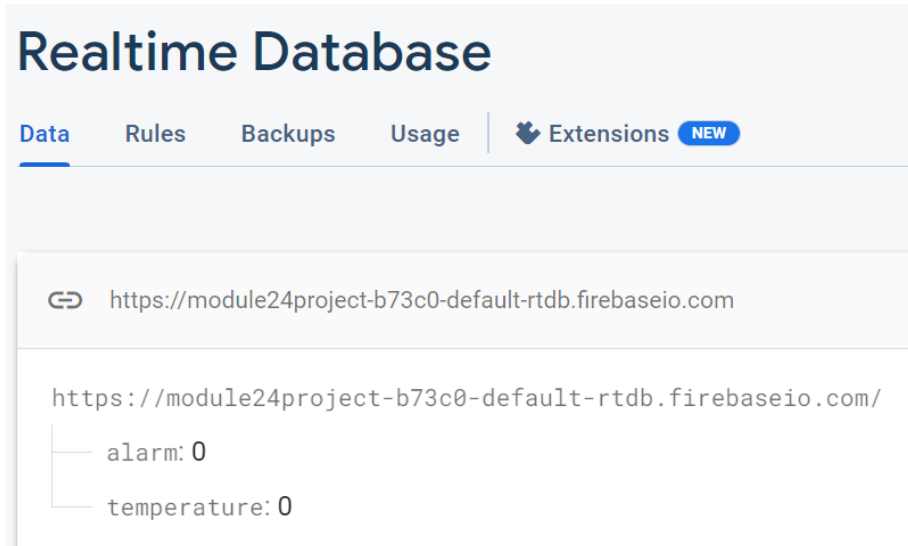 Realtime Database
Data Rules Backups Usage Extensions NEW
https://module24project-b73c0-default-rtdb.firebaseio.com
https://module24project-b73c0-default-rtdb.firebaseio.com/
alarm: 0
temperature: 0